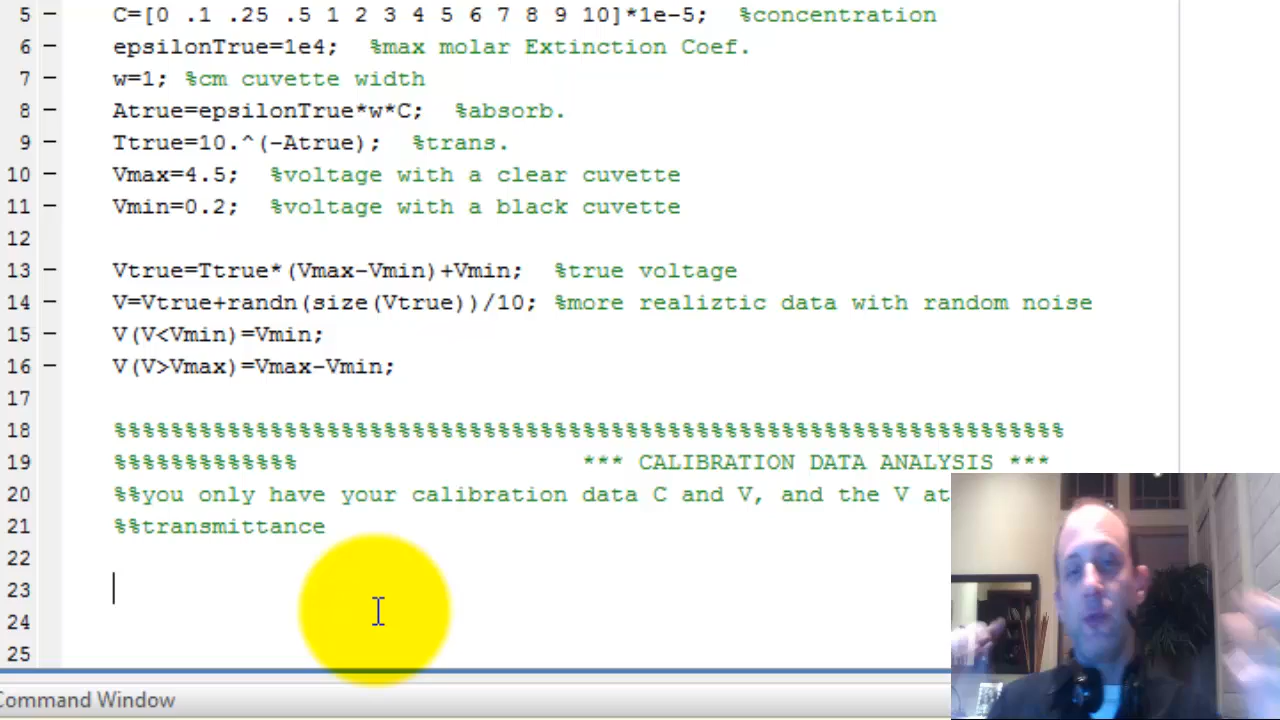 5 – C=[0 .1 .25 .5 1 2 3 4 5 6 7 8 9 10]*1e-5; %concentration
6 – epsilonTrue=1e4; %max molar Extinction Coef.
7 – w=1; %cm cuvette width
8 – Atrue=epsilonTrue*w*C; %absorb.
9 – Ttrue=10.^(-Atrue); %trans.
10 – Vmax=4.5; %voltage with a clear cuvette
11 – Vmin=0.2; %voltage with a black cuvette
12
13 – Vtrue=Ttrue*(Vmax-Vmin)+Vmin; %true voltage
14 – V=Vtrue+randn(size(Vtrue))/10; %more realiztic data with random noise
15 – V(V<Vmin)=Vmin;
16 – V(V>Vmax)=Vmax-Vmin;
17
18 %%%%%%%%%%%%%%%%%%%%%%%%%%%%%%%%%%%%%%%%%%%%%%%%%%%%%%%%%%%%%%%%%%%
19 %%%%%%%%%%%%% *** CALIBRATION DATA ANALYSIS ***
20 %%you only have your calibration data C and V, and the V at
21 %%transmittance
22
23
24
25
Command Window